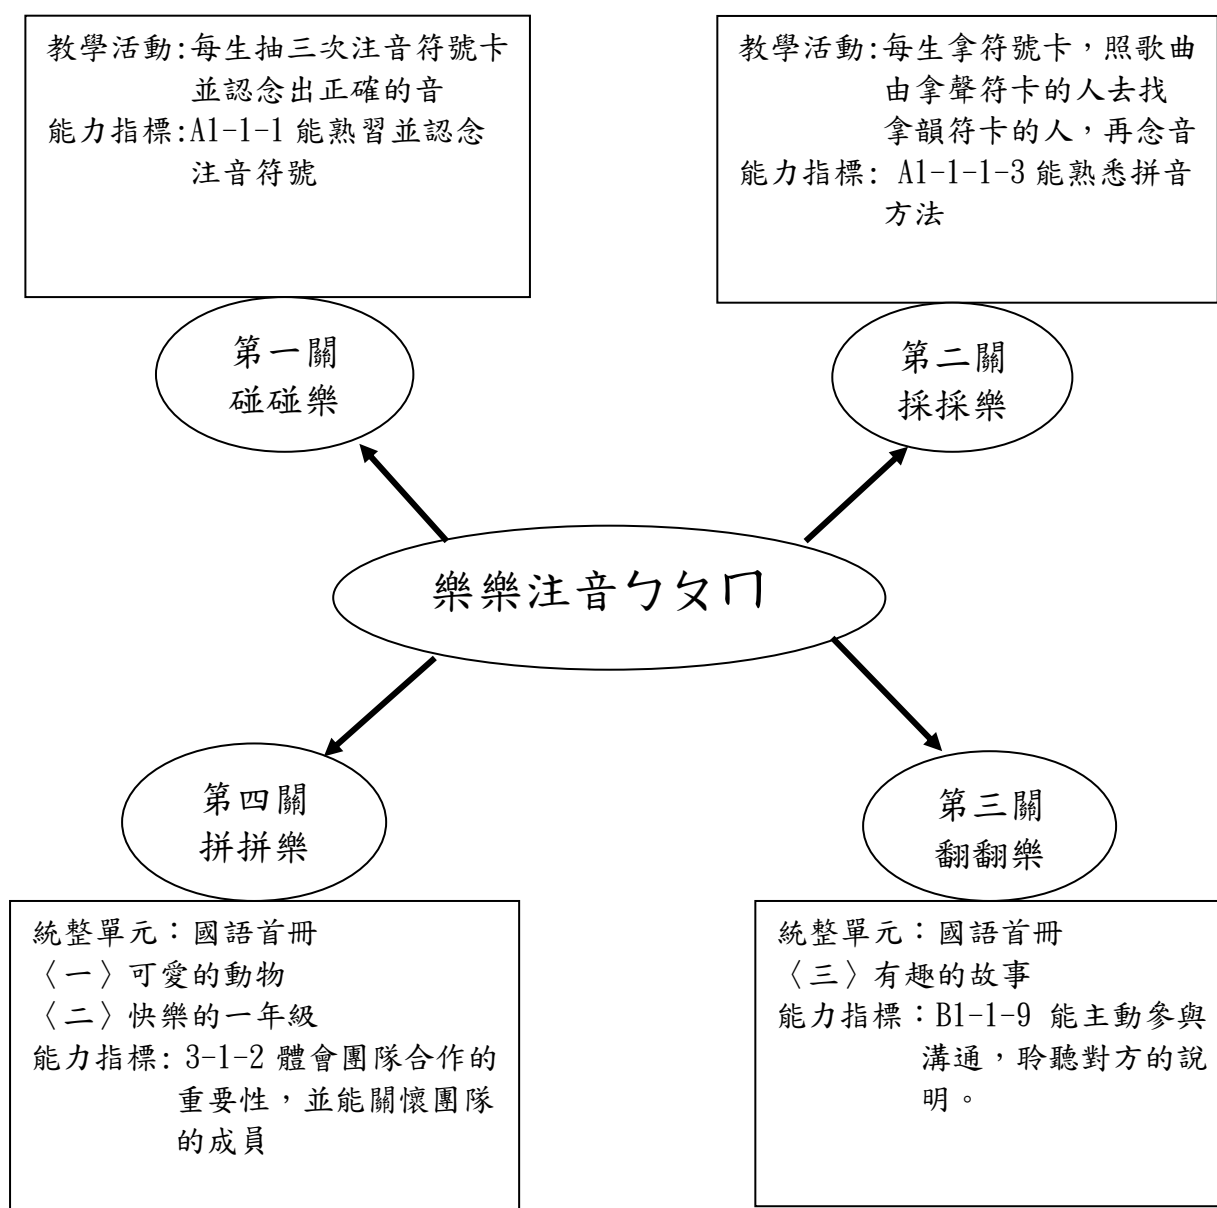 教學活動:每生抽三次注音符號卡
並認念出正確的音
能力指標:A1-1-1 能熟習並認念
注音符號
教學活動:每生拿符號卡，照歌曲
由拿聲符卡的人去找
拿韻符卡的人，再念音
能力指標: A1-1-1-3 能熟悉拼音
方法
第一關
碰碰樂
第二關
採採樂
樂樂注音ㄅㄆㄇ
第四關
拼拼樂
第三關
翻翻樂
統整單元：國語首冊
〈一〉可愛的動物
〈二〉快樂的一年級
能力指標: 3-1-2 體會團隊合作的
重要性，並能關懷團隊
的成員
統整單元：國語首冊
〈三〉有趣的故事
能力指標：B1-1-9 能主動參與
溝通，聆聽對方的說
明。